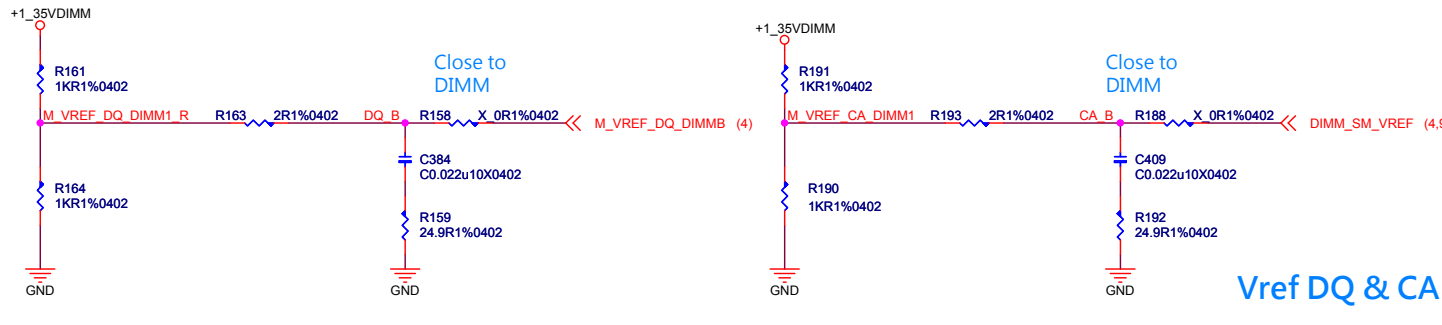 +1_35VDIMM
R161
1KR1%0402
Close to
DIMM
M_VREF_DQ_DIMM1_R
R163
2R1%0402
DQ_B
R158
X_0R1%0402
M_VREF_DQ_DIMMB (4)
C384
C0.022u10X0402
R164
1KR1%0402
R159
24.9R1%0402
GND
GND
+1_35VDIMM
R191
1KR1%0402
Close to
DIMM
M_VREF_CA_DIMM1
R193
2R1%0402
CA_B
R188
X_0R1%0402
DIMM_SM_VREF (4,9
C409
C0.022u10X0402
R190
1KR1%0402
R192
24.9R1%0402
GND
GND
Vref DQ & CA